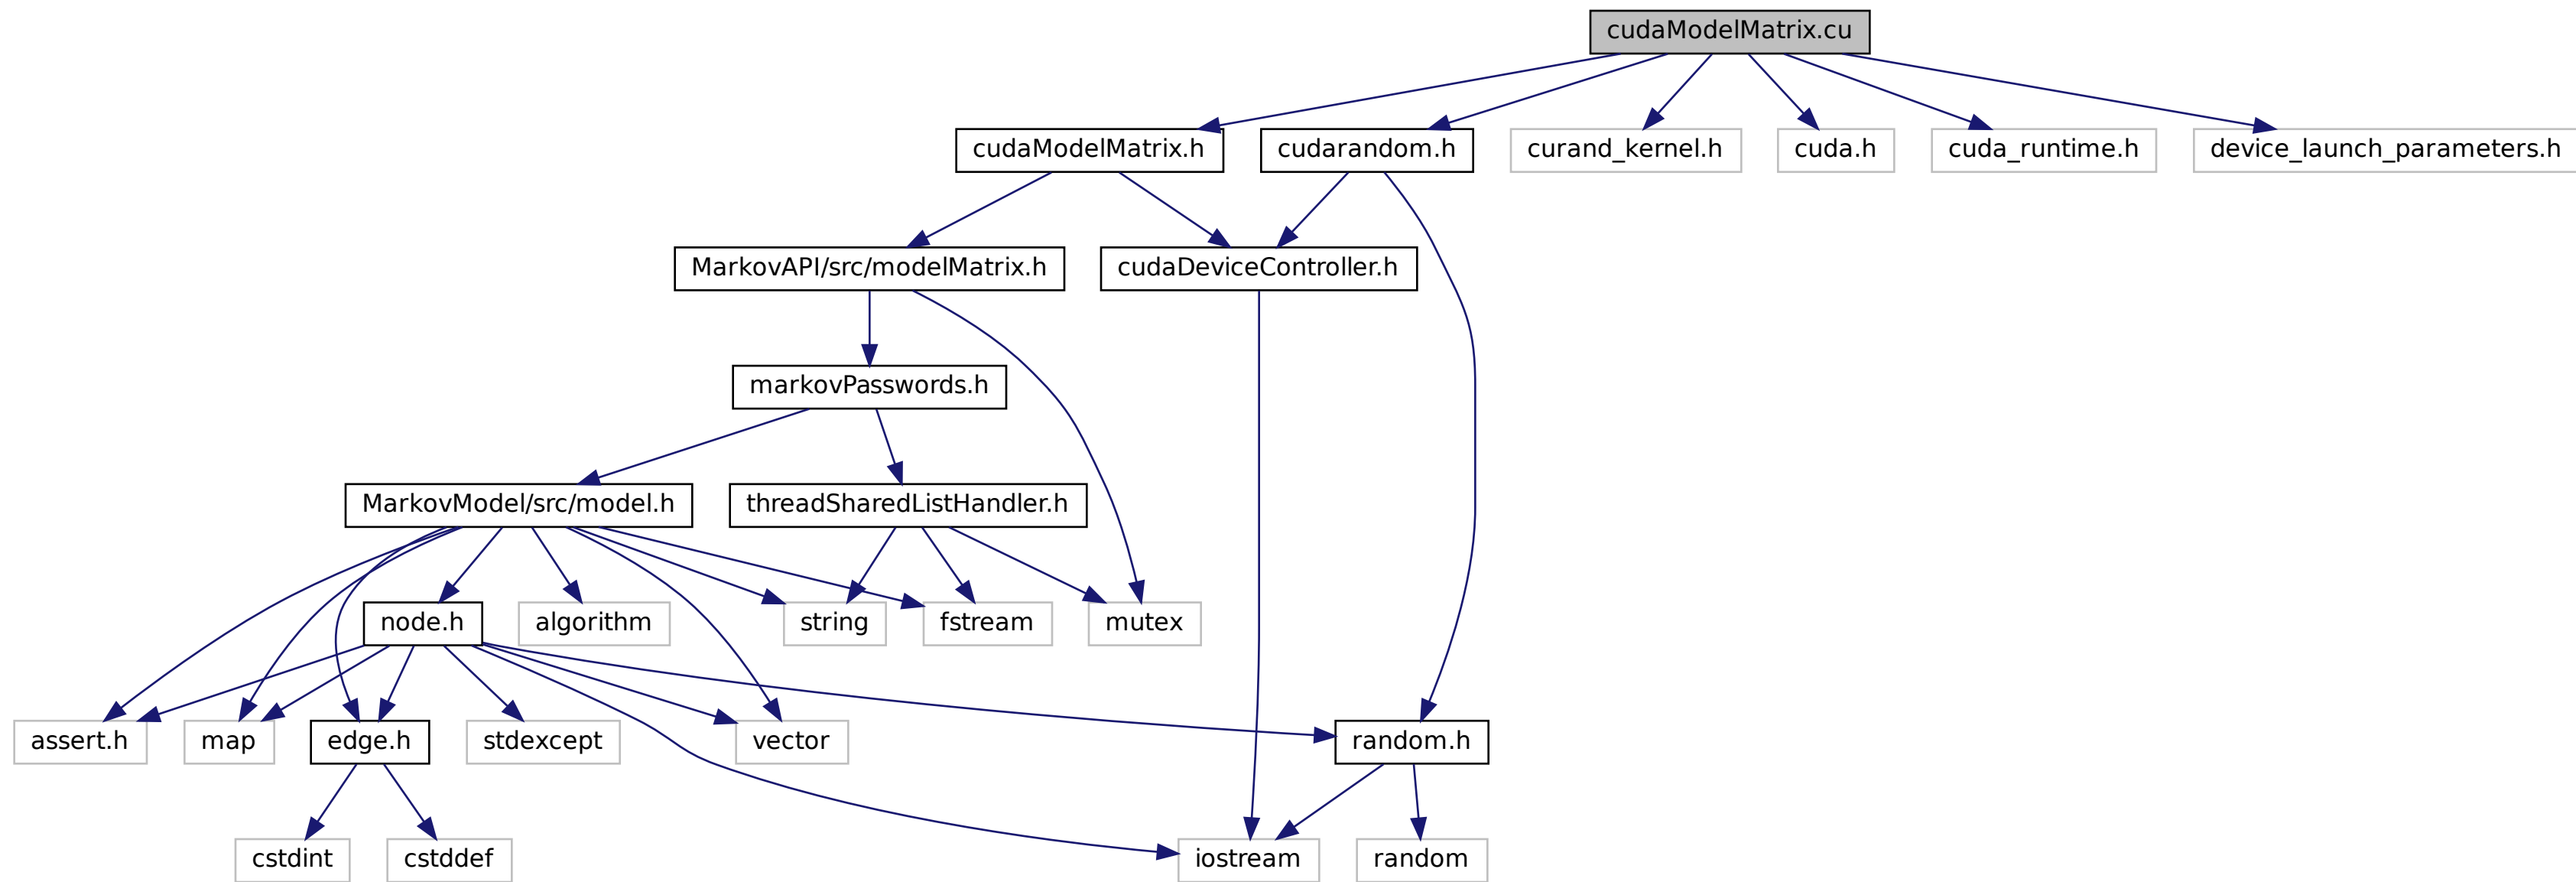 cudaModelMatrix.cu
cudaModelMatrix.h
cudarandom.h
curand_kernel.h
cuda.h
cuda_runtime.h
device_launch_parameters.h
MarkovAPI/src/modelMatrix.h
cudaDeviceController.h
markovPasswords.h
MarkovModel/src/model.h
threadSharedListHandler.h
node.h
algorithm
string
fstream
mutex
assert.h
map
edge.h
stdexcept
vector
random.h
cstdint
cstddef
iostream
random